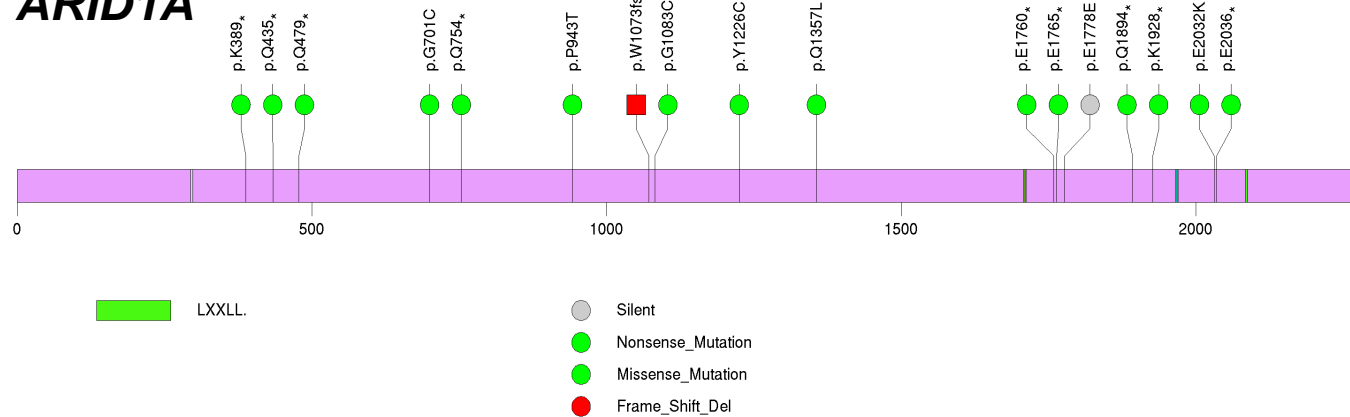 ARID1A
p.K389*
p.Q435*
p.Q479*
p.G701C
p.Q754*
p.P943T
p.W1073fs
p.G1083C
p.Y1226C
p.Q1357L
p.E1760*
p.E1765*
p.E1778E
p.Q1894*
p.K1928*
p.E2032K
p.E2036*
0 500 1000 1500 2000
LXXLL.
Silent
Nonsense_Mutation
Missense_Mutation
Frame_Shift_Del